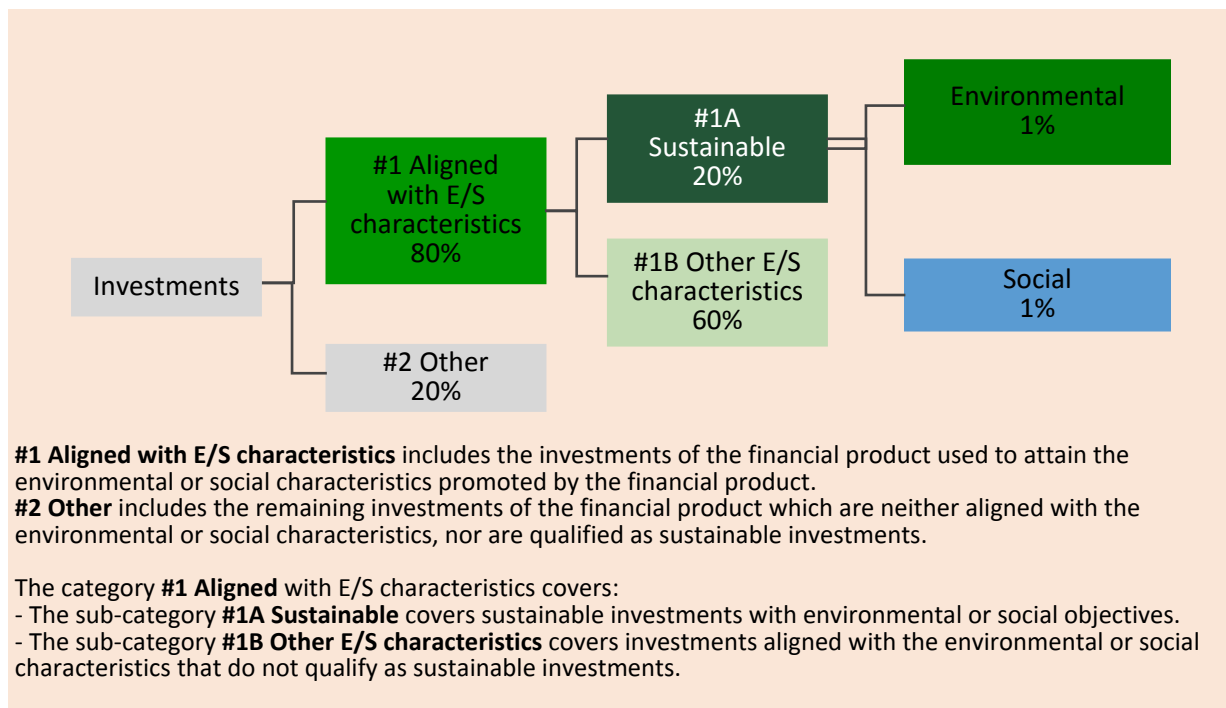 Investments
#1 Aligned
with E/S
characteristics
80%
#2 Other
20%
#1A
Sustainable
20%
#1B Other E/S
characteristics
60%
Environmental
1%
Social
1%
#1 Aligned with E/S characteristics includes the investments of the financial product used to attain the
environmental or social characteristics promoted by the financial product.
#2 Other includes the remaining investments of the financial product which are neither aligned with the
environmental or social characteristics, nor are qualified as sustainable investments.
The category #1 Aligned with E/S characteristics covers:
- The sub-category #1A Sustainable covers sustainable investments with environmental or social objectives.
- The sub-category #1B Other E/S characteristics covers investments aligned with the environmental or social
characteristics that do not qualify as sustainable investments.